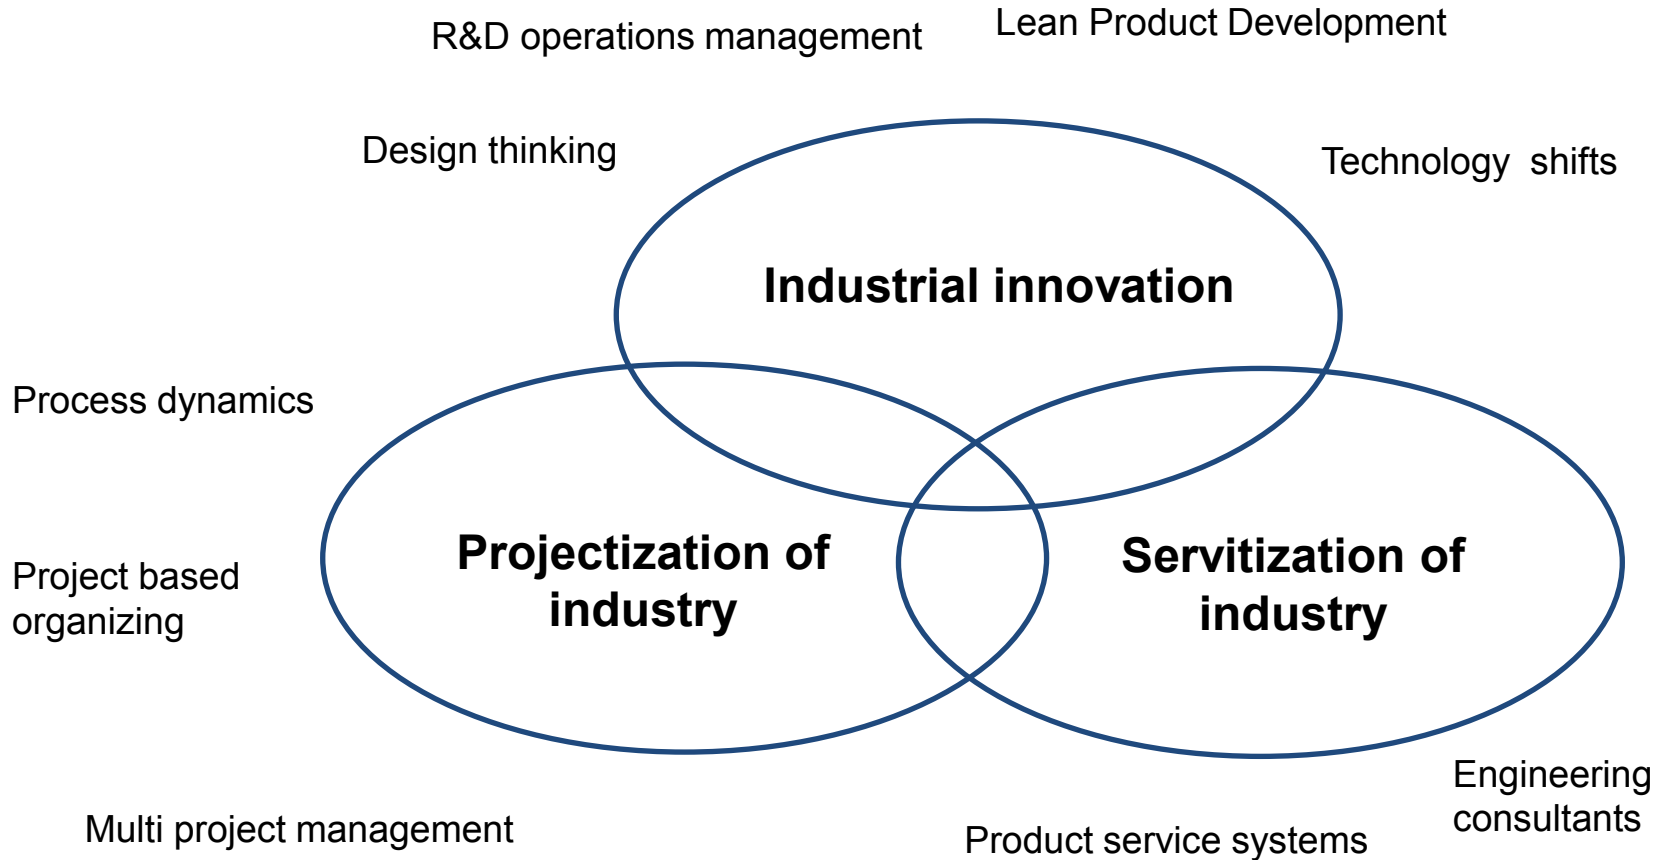 R&D operations management
Lean Product Development
Design thinking
Technology shifts
Industrial innovation
Process dynamics
Projectization of
industry
Servitization of
industry
Project based
organizing
Engineering
consultants
Multi project management
Product service systems